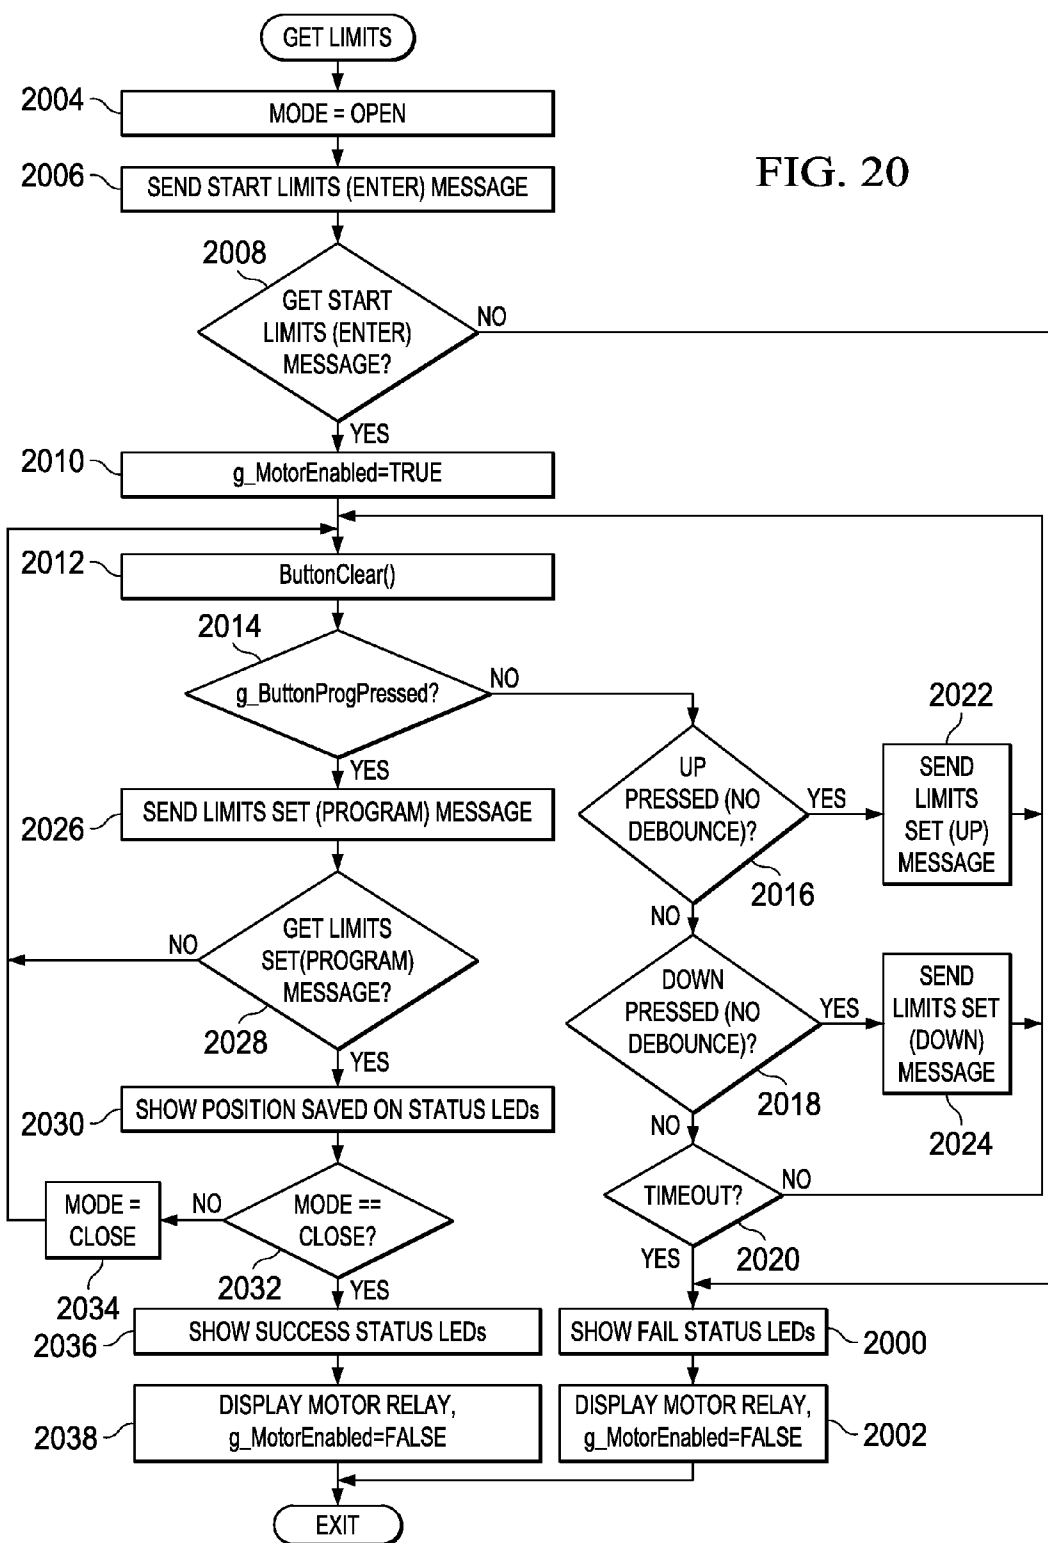 GET LIMITS
2004
MODE = OPEN
2006
SEND START LIMITS (ENTER) MESSAGE
FIG. 20
2008
GET START
LIMITS (ENTER)
MESSAGE?
NO
YES
2010
g_MotorEnabled=TRUE
2012
ButtonClear()
2014
g_ButtonProgPressed?
NO
YES
UP
PRESSED (NO
DEBOUNCE)?
2016
YES
NO
2022
SEND
LIMITS
SET (UP)
MESSAGE
2026
SEND LIMITS SET (PROGRAM) MESSAGE
GET LIMITS
SET(PROGRAM)
MESSAGE?
2028
NO
YES
DOWN
PRESSED (NO
DEBOUNCE)?
2018
YES
NO
SEND
LIMITS SET
(DOWN)
MESSAGE
2024
2030
SHOW POSITION SAVED ON STATUS LEDs
TIMEOUT?
2020
NO
YES
MODE ==
CLOSE?
2032
NO
YES
MODE =
CLOSE
2034
2036
SHOW SUCCESS STATUS LEDs
SHOW FAIL STATUS LEDs
2000
2038
DISPLAY MOTOR RELAY,
g_MotorEnabled=FALSE
DISPLAY MOTOR RELAY,
g_MotorEnabled=FALSE
2002
EXIT